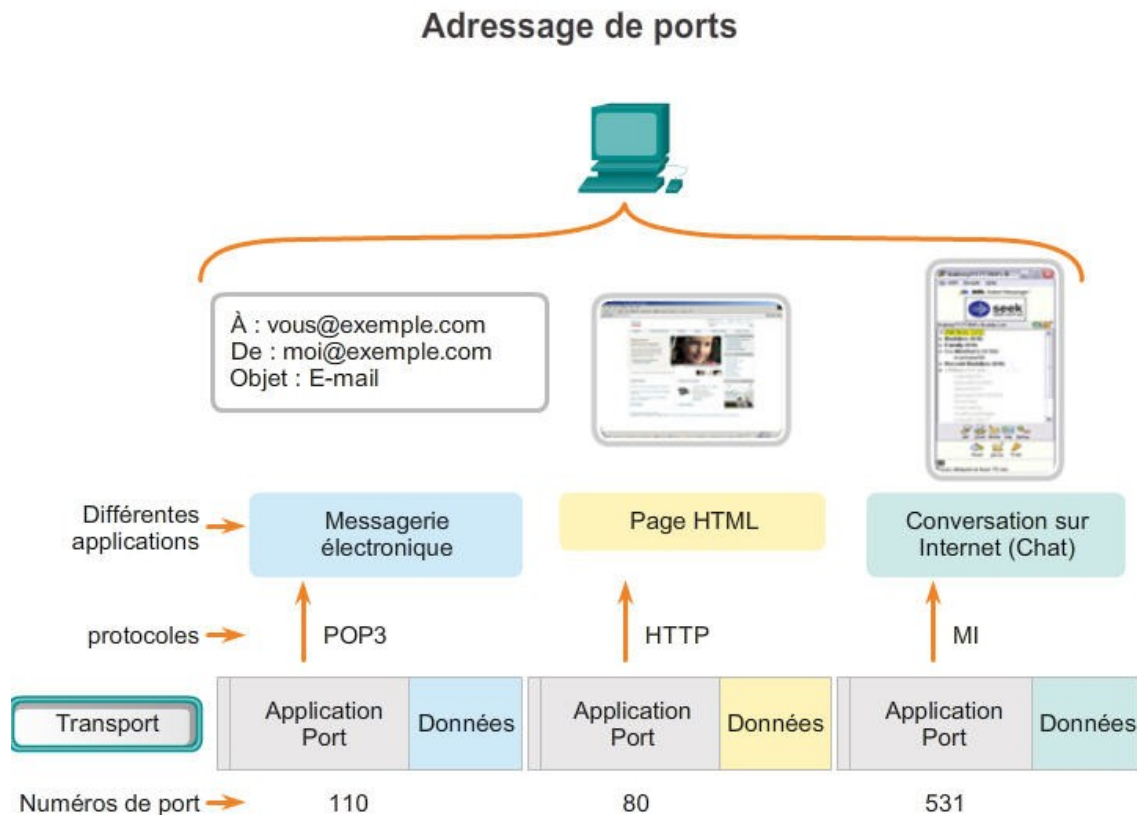 Adressage de ports
À : vous@exemple.com
De : moi@exemple.com
Objet : E-mail
seek
Différentes
applications
Messagerie
électronique
Page HTML
Conversation sur
Internet (Chat)
protocoles
POP3
HTTP
MI
Transport
Application
Port
Données
Application
Port
Données
Application
Port
Données
Numéros de port
110
80
531